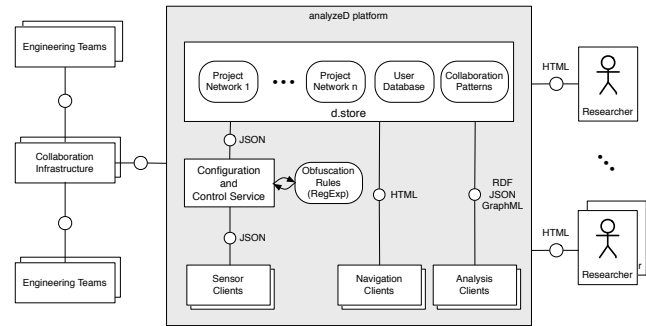 analyzeD platform
Engineering Teams
Project
Network 1
Project
Network n
User
Database
Collaboration
Patterns
d.store
HTML
Researcher
JSON
Collaboration
Infrastructure
Configuration
and
Control Service
Obfuscation
Rules
(RegExp)
HTML
RDF
JSON
GraphML
JSON
HTML
Researcher
r
Engineering Teams
Sensor
Clients
Navigation
Clients
Analysis
Clients